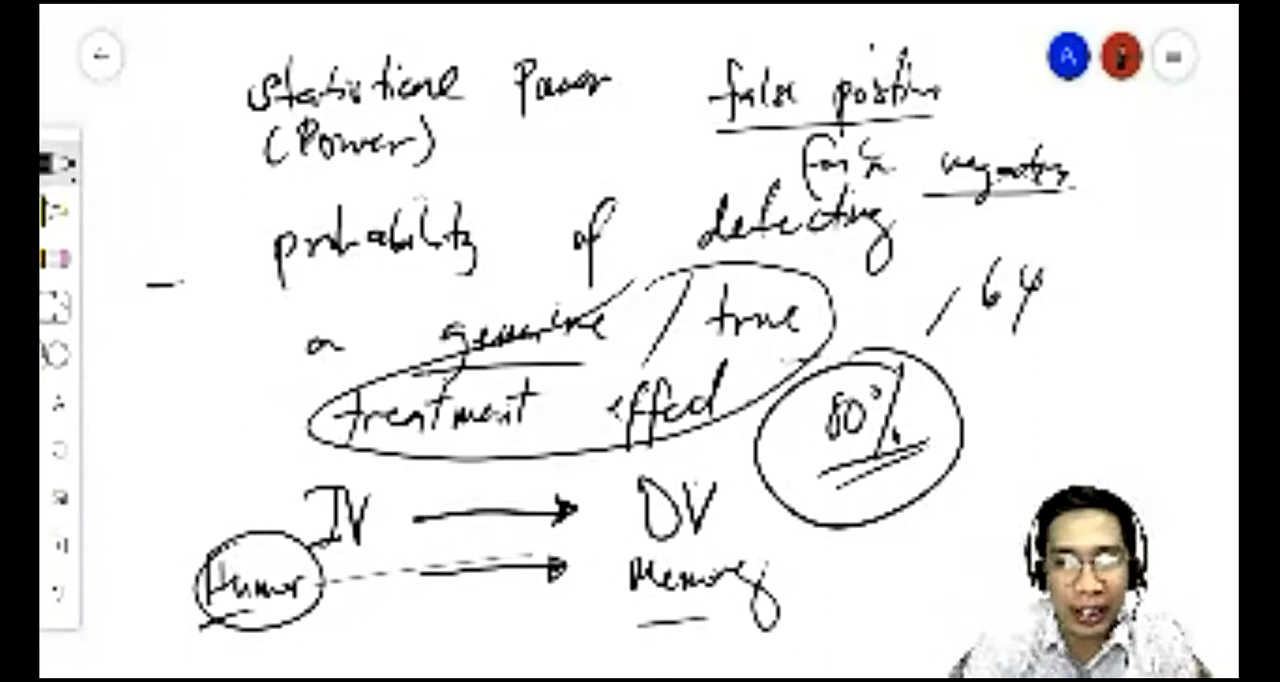 Statistical Power
(Power)
false positive
false negative
probability of detecting
a genuine / true
treatment effect
, 64
80%
IV → DV
Humor → Memory
A